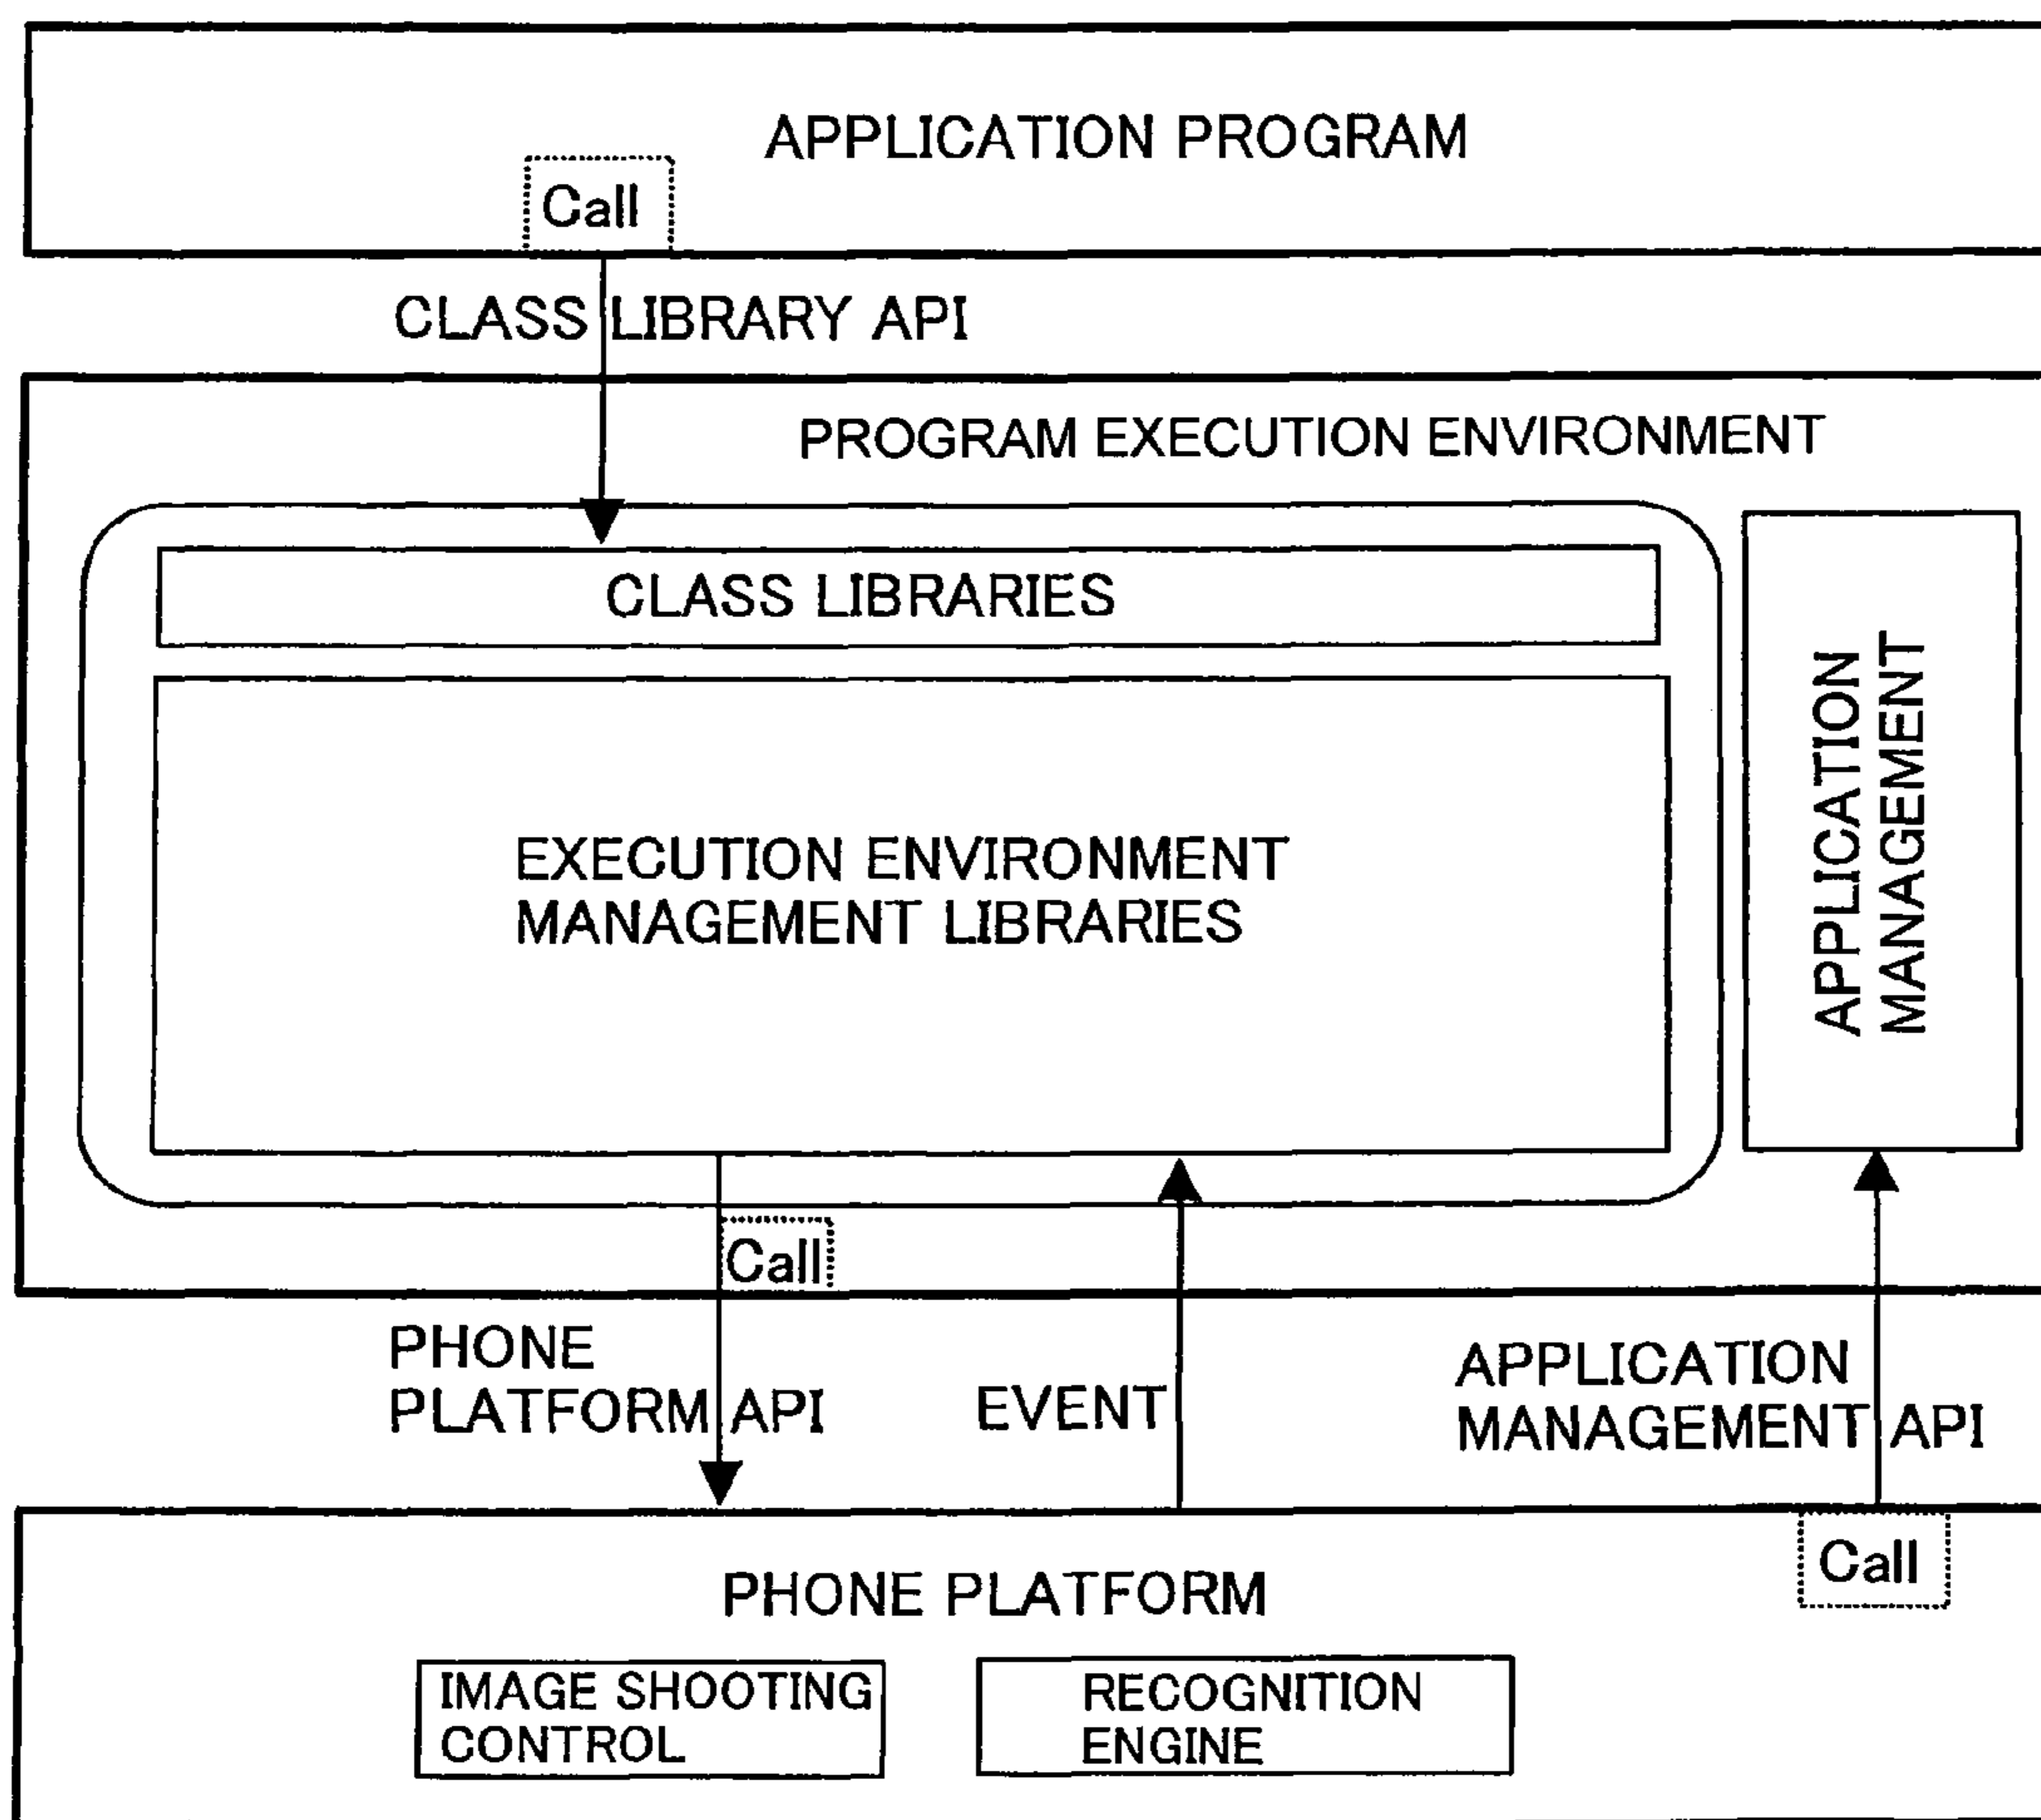 APPLICATION PROGRAM
Call
CLASS LIBRARY API
PROGRAM EXECUTION ENVIRONMENT
CLASS LIBRARIES
EXECUTION ENVIRONMENT
MANAGEMENT LIBRARIES
APPLICATION
MANAGEMENT
Call
PHONE
PLATFORM API
EVENT
APPLICATION
MANAGEMENT API
Call
PHONE PLATFORM
IMAGE SHOOTING
CONTROL
RECOGNITION
ENGINE